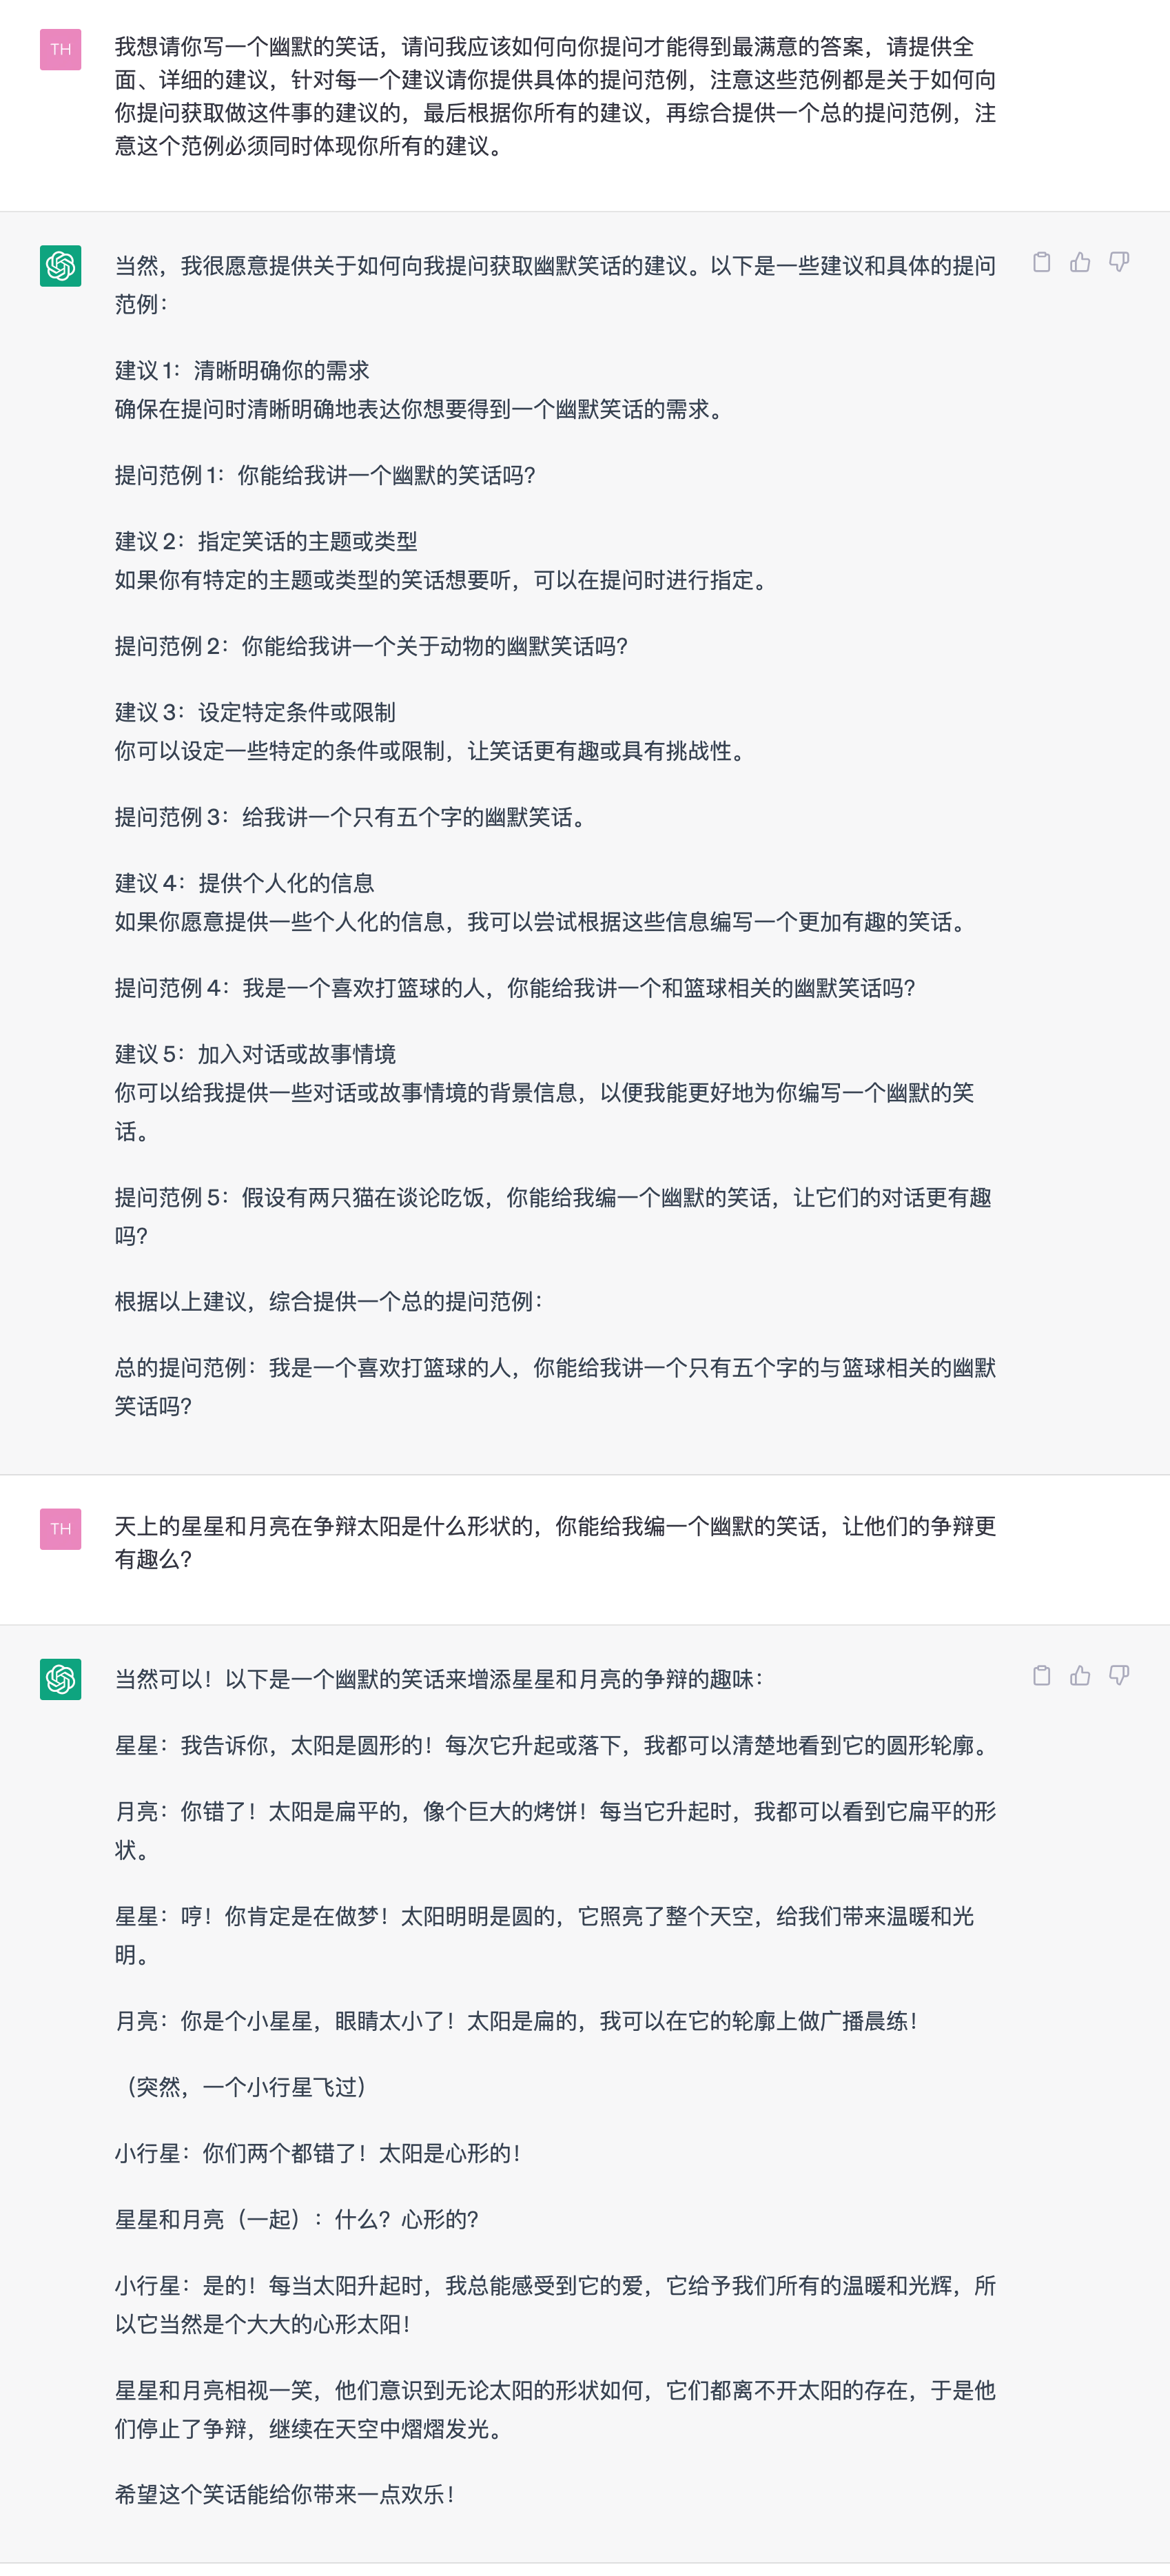 TH
我想请你写一个幽默的笑话，请问我应该如何向你提问才能得到最满意的答案，请提供全
面、详细的建议，针对每一个建议请你提供具体的提问范例，注意这些范例都是关于如何向
你提问获取做这件事的建议的，最后根据你所有的建议，再综合提供一个总的提问范例，注
意这个范例必须同时体现你所有的建议。
当然，我很愿意提供关于如何向我提问获取幽默笑话的建议。以下是一些建议和具体的提问
范例：
建议 1：清晰明确你的需求
确保在提问时清晰明确地表达你想要得到一个幽默笑话的需求。
提问范例 1：你能给我讲一个幽默的笑话吗？
建议 2：指定笑话的主题或类型
如果你有特定的主题或类型的笑话想要听，可以在提问时进行指定。
提问范例 2：你能给我讲一个关于动物的幽默笑话吗？
建议 3：设定特定条件或限制
你可以设定一些特定的条件或限制，让笑话更有趣或具有挑战性。
提问范例 3：给我讲一个只有五个字的幽默笑话。
建议 4：提供个人化的信息
如果你愿意提供一些个人化的信息，我可以尝试根据这些信息编写一个更加有趣的笑话。
提问范例 4：我是一个喜欢打篮球的人，你能给我讲一个和篮球相关的幽默笑话吗？
建议 5：加入对话或故事情境
你可以给我提供一些对话或故事情境的背景信息，以便我能更好地为你编写一个幽默的笑
话。
提问范例 5：假设有两只猫在谈论吃饭，你能给我编一个幽默的笑话，让它们的对话更有趣
吗？
根据以上建议，综合提供一个总的提问范例：
总的提问范例：我是一个喜欢打篮球的人，你能给我讲一个只有五个字的与篮球相关的幽默
笑话吗？
TH
天上的星星和月亮在争辩太阳是什么形状的，你能给我编一个幽默的笑话，让他们的争辩更
有趣么？
当然可以！以下是一个幽默的笑话来增添星星和月亮的争辩的趣味：
星星：我告诉你，太阳是圆形的！每次它升起或落下，我都可以清楚地看到它的圆形轮廓。
月亮：你错了！太阳是扁平的，像个巨大的烤饼！每当它升起时，我都可以看到它扁平的形
状。
星星：哼！你肯定是在做梦！太阳明明是圆的，它照亮了整个天空，给我们带来温暖和光
明。
月亮：你是个小星星，眼睛太小了！太阳是扁的，我可以在它的轮廓上做广播晨练！
（突然，一个小行星飞过）
小行星：你们两个都错了！太阳是心形的！
星星和月亮（一起）：什么？心形的？
小行星：是的！每当太阳升起时，我总能感受到它的爱，它给予我们所有的温暖和光辉，所
以它当然是个大大的心形太阳！
星星和月亮相视一笑，他们意识到无论太阳的形状如何，它们都离不开太阳的存在，于是他
们停止了争辩，继续在天空中熠熠发光。
希望这个笑话能给你带来一点欢乐！